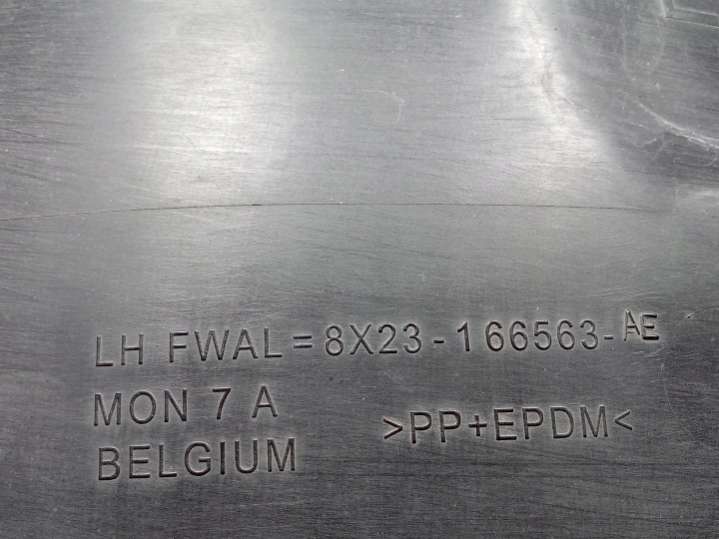 LH FWAL=8X23-166563-AE
MON 7 A
BELGIUM
>PP+EPDM<